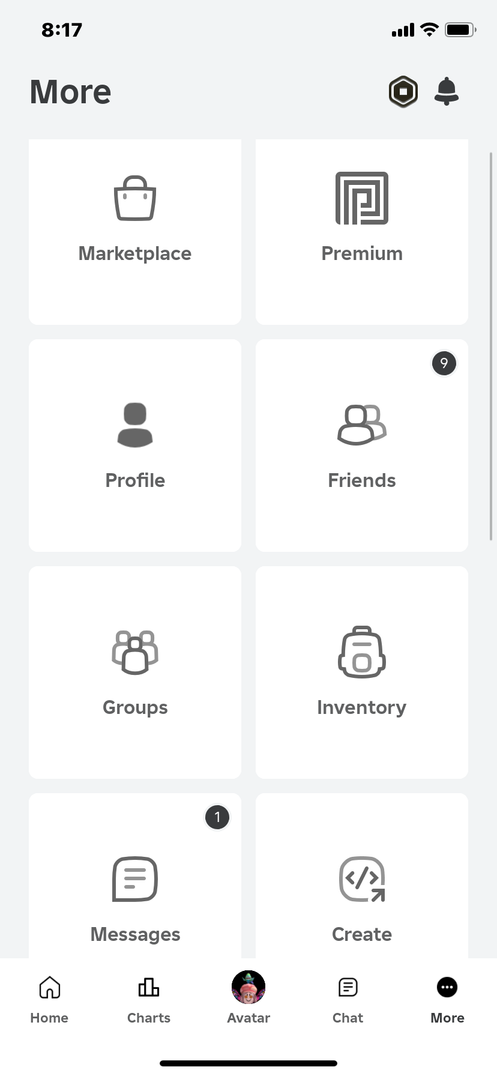 8:17
More
Marketplace
Premium
9
Profile
Friends
Groups
Inventory
1
Messages
Create
Home
Charts
Avatar
Chat
More